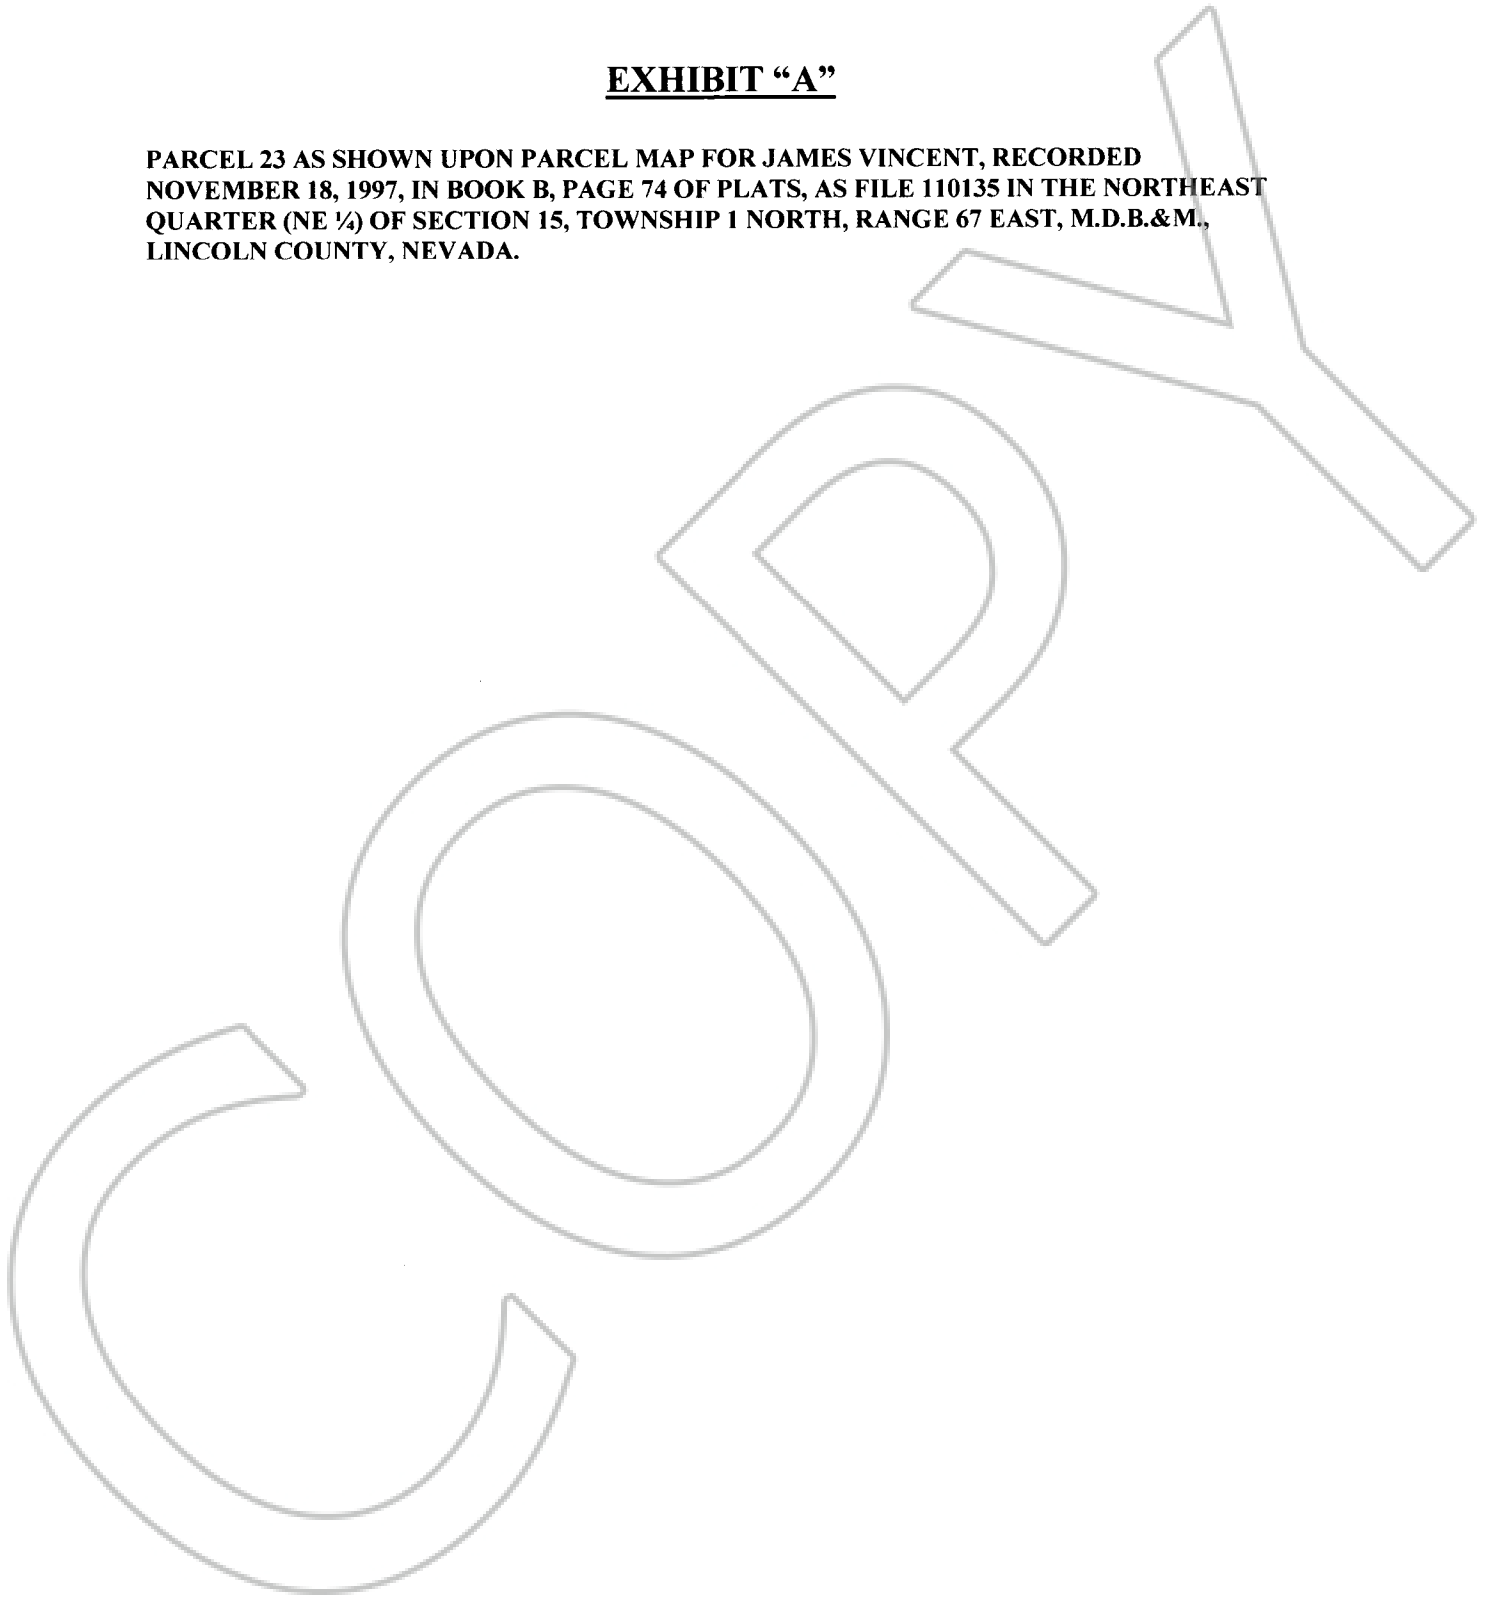 EXHIBIT “A”
PARCEL 23 AS SHOWN UPON PARCEL MAP FOR JAMES VINCENT, RECORDED
NOVEMBER 18, 1997, IN BOOK B, PAGE 74 OF PLATS, AS FILE 110135 IN THE NORTHEAST
QUARTER (NE ¼) OF SECTION 15, TOWNSHIP 1 NORTH, RANGE 67 EAST, M.D.B.&M.,
LINCOLN COUNTY, NEVADA.
COPY